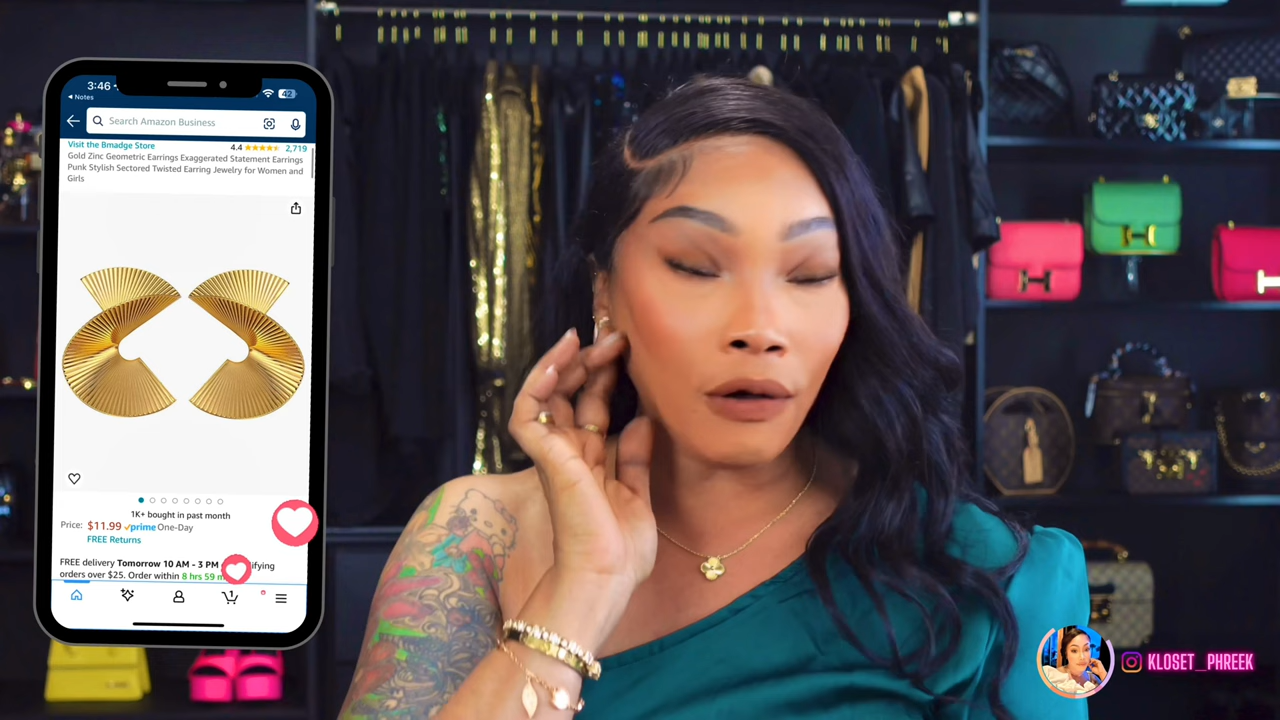 3:46
42
◄ Notes
Search Amazon Business
Visit the Bmadge Store
4.4
2,719
Gold Zinc Geometric Earrings Exaggerated Statement Earrings
Punk Stylish Sectored Twisted Earring Jewelry for Women and
Girls
1K+ bought in past month
Price: $11.99 prime One-Day
FREE Returns
FREE delivery Tomorrow 10 AM - 3 PM
orders over $25. Order within 8 hrs 59
1
KLOSET_PHREEK